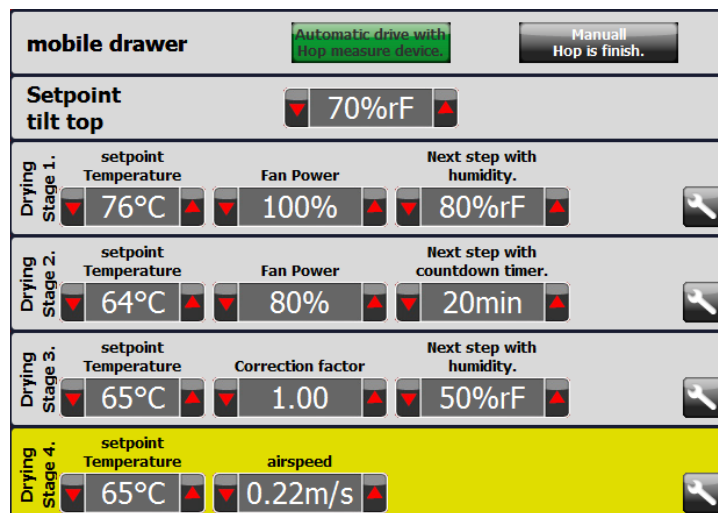 mobile drawer
Automatic drive with
Hop measure device.
Manuall
Hop is finish.
Setpoint
tilt top
70%rF
Drying
Stage 1.
setpoint
Temperature
Fan Power
Next step with
humidity.
76°C
100%
80%rF
Drying
Stage 2.
setpoint
Temperature
Fan Power
Next step with
countdown timer.
64°C
80%
20min
Drying
Stage 3.
setpoint
Temperature
Correction factor
Next step with
humidity.
65°C
1.00
50%rF
Drying
Stage 4.
setpoint
Temperature
airspeed
65°C
0.22m/s